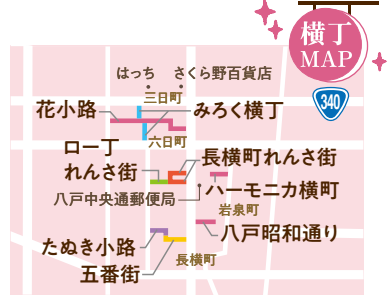 横丁
MAP
340
はっち
さくら野百貨店
三日町
花小路
みろく横丁
六日町
ロー丁
れんさ街
長横町れんさ街
八戸中央通郵便局
ハーモニカ横町
岩泉町
八戸昭和通り
たぬき小路
長横町
五番街